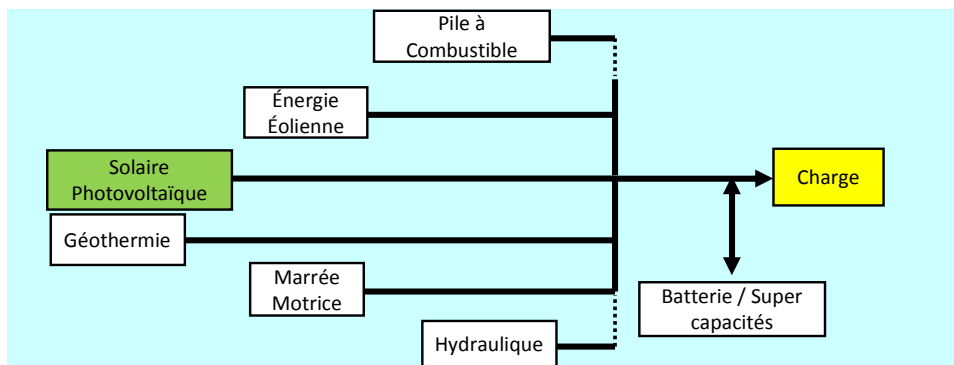 Pile à
Combustible
Énergie
Éolienne
Solaire
Photovoltaïque
Charge
Géothermie
Marrée
Motrice
Batterie / Super
capacités
Hydraulique